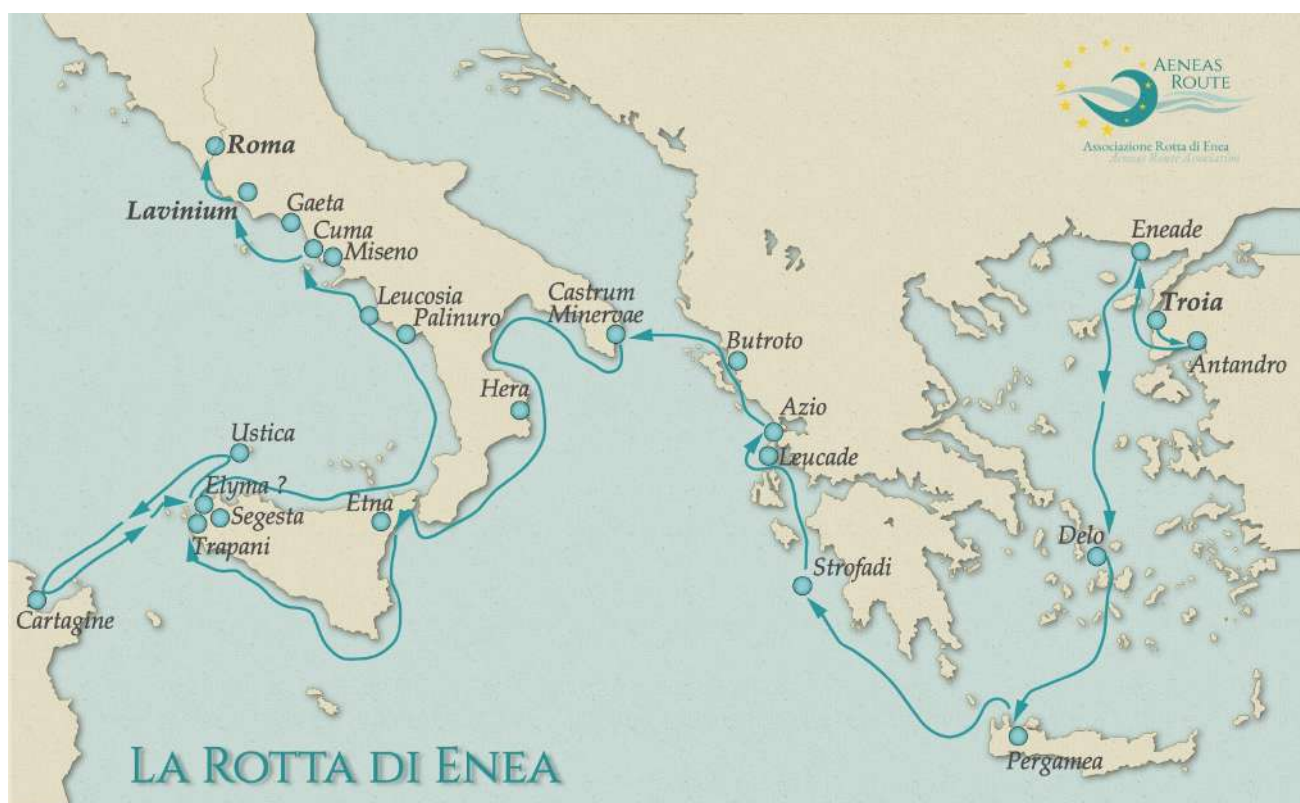 AENEAS
ROUTE
Associazione Rotta di Enea
Aeneas Route Association
Roma
Lavinium
Gaeta
Cuma
Miseno
Leucosia
Palinuro
Castrum
Minervae
Hera
Butroto
Azio
Leucade
Eneade
Troia
Antandro
Ustica
Elyma ?
Segesta
Trapani
Etna
Cartagine
Strofadi
Delo
Pergamea
LA ROTTA DI ENEA